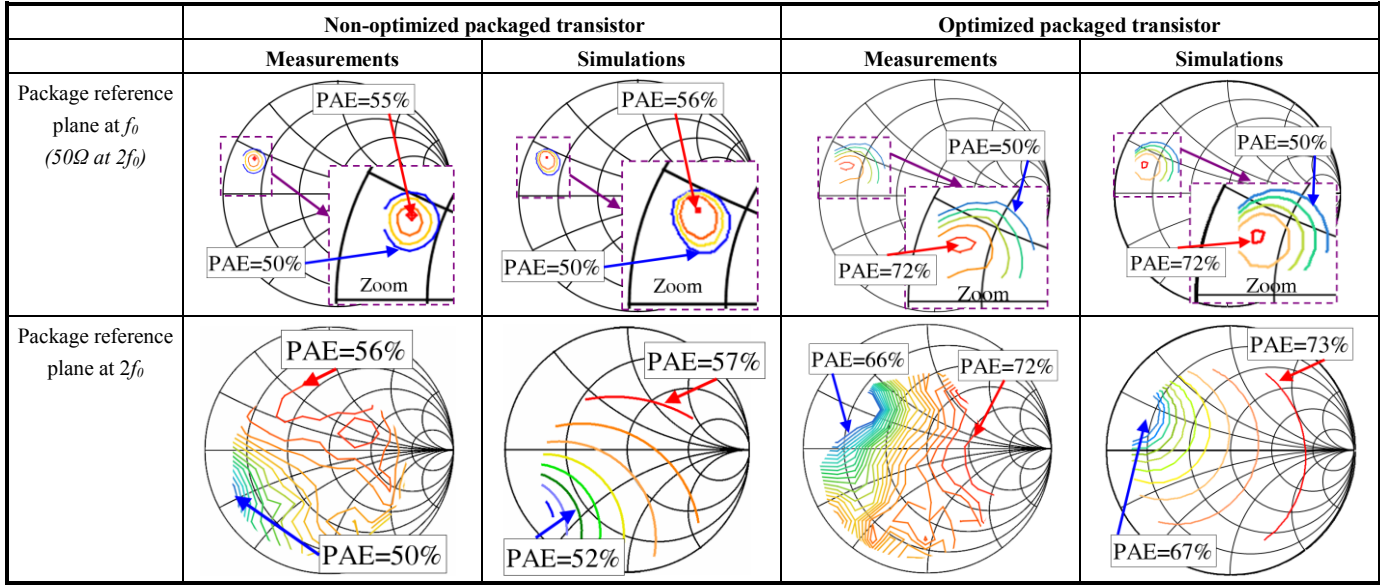 Non-optimized packaged transistor
Optimized packaged transistor
Measurements
Simulations
Measurements
Simulations
Package reference
plane at f₀
(50Ω at 2f₀)
PAE=55%
PAE=50%
Zoom
PAE=56%
PAE=50%
Zoom
PAE=50%
PAE=72%
Zoom
PAE=50%
PAE=72%
Zoom
Package reference
plane at 2f₀
PAE=56%
PAE=50%
PAE=57%
PAE=52%
PAE=66%
PAE=72%
PAE=73%
PAE=67%